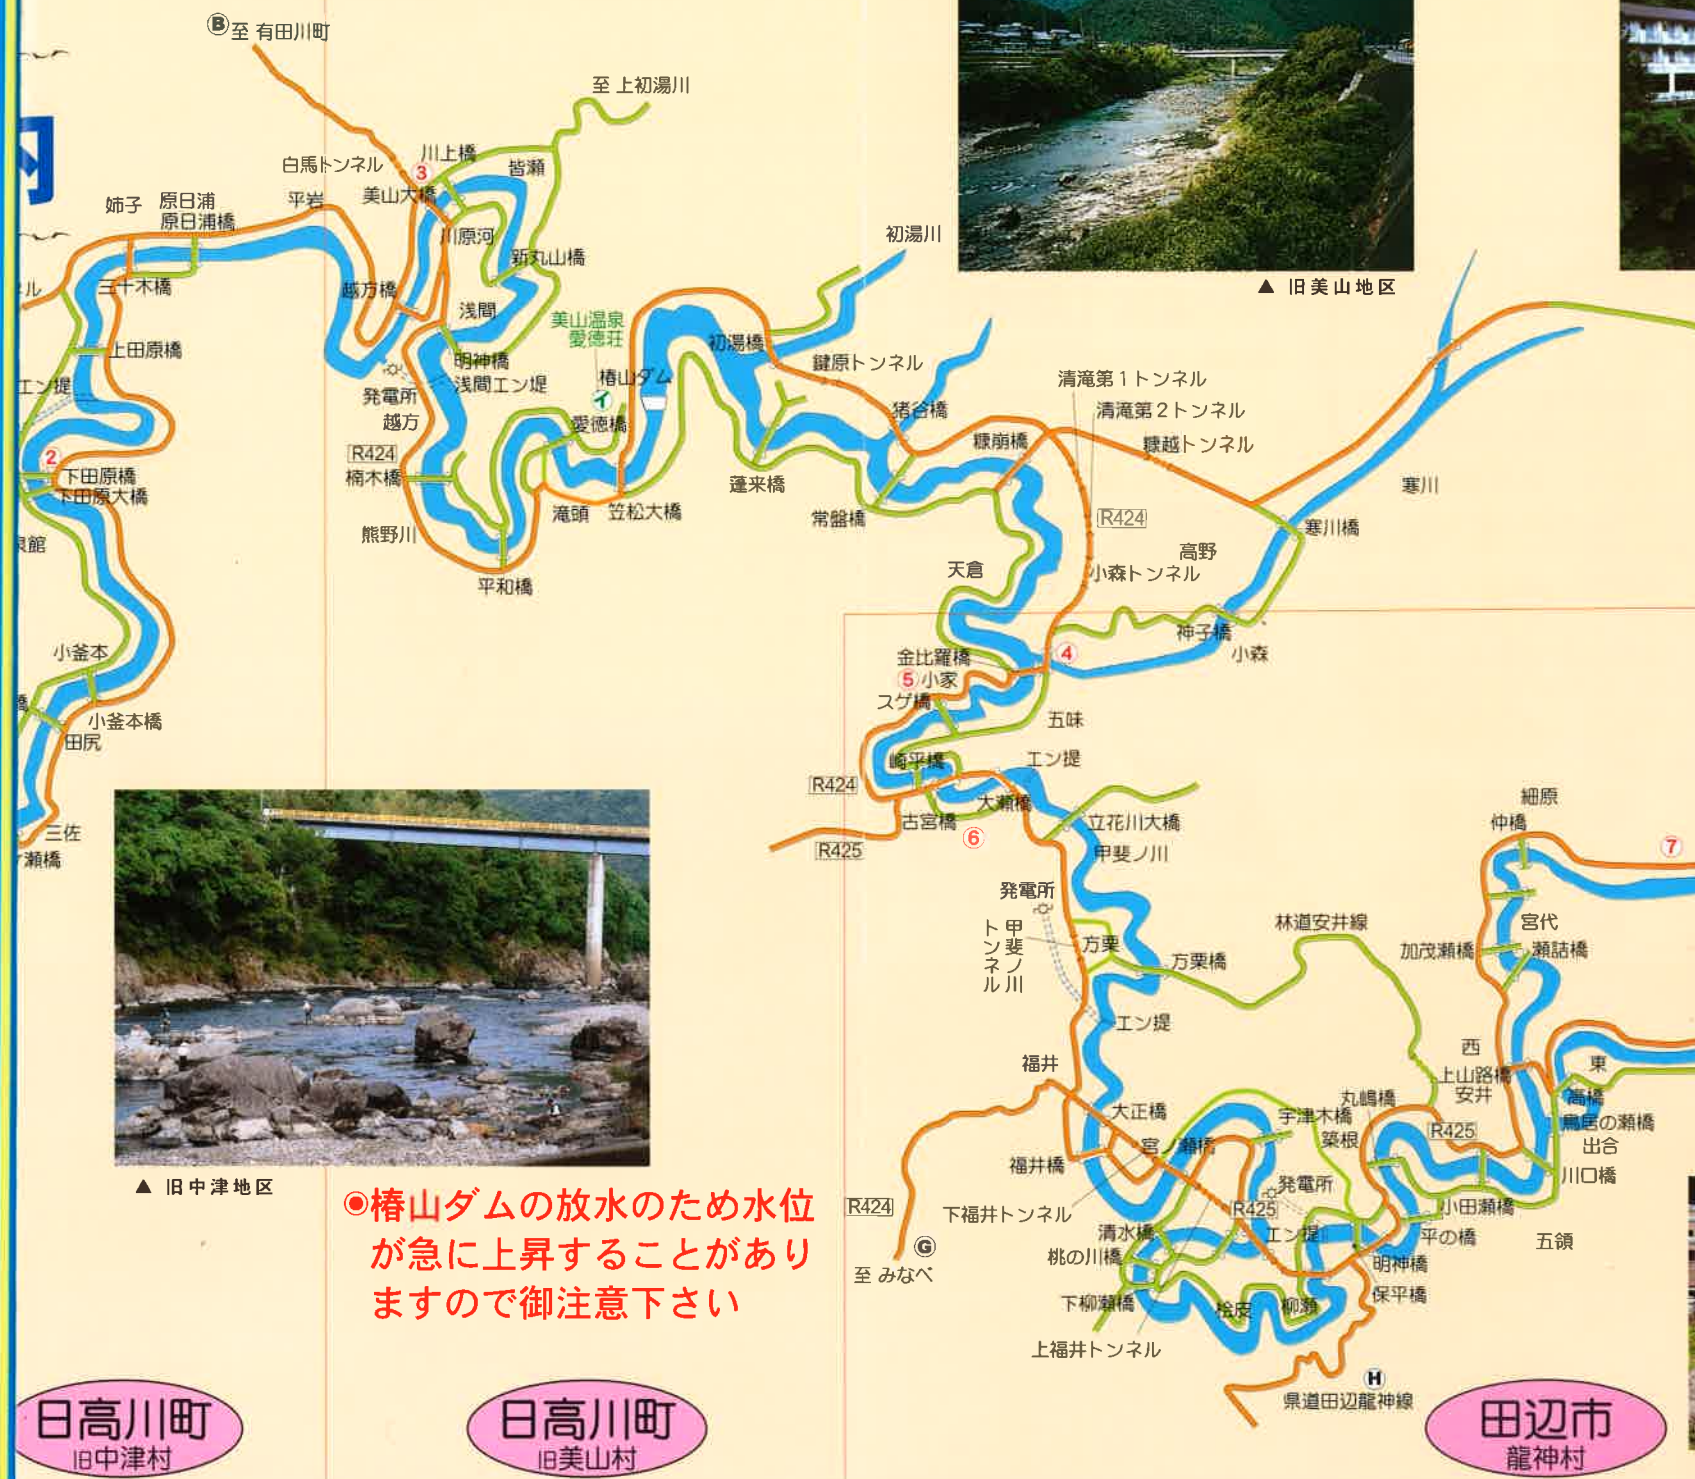 Ⓑ至 有田川町
至 上初湯川
内
白馬トンネル
川上橋
③
美山大橋
皆瀬
姉子
原日浦
原日浦橋
平岩
川原河
新丸山橋
初湯川
▲ 旧美山地区
三十木橋
越方橋
浅間
美山温泉
愛徳荘
上田原橋
明神橋
浅間エン堤
椿山ダム
初湯橋
鍵原トンネル
清滝第1トンネル
エン堤
発電所
越方
イ
愛徳橋
猪谷橋
清滝第2トンネル
糠崩橋
糠越トンネル
②
下田原橋
下田原大橋
R424
楠木橋
蓬来橋
寒川
熊野川
滝頭
笠松大橋
常盤橋
R424
寒川橋
平和橋
天倉
高野
小森トンネル
小釜本
神子橋
小森
金比羅橋
④
⑤小家
スゲ橋
小釜本橋
田尻
五味
崎平橋
エン堤
R424
大瀬橋
古宮橋
⑥
R425
立花川大橋
甲斐ノ川
細原
仲橋
⑦
三佐
瀬橋
発電所
甲斐ノ川
トンネル
方栗
方栗橋
林道安井線
宮代
加茂瀬橋
瀬詰橋
エン堤
福井
西
上山路橋
安井
東
高橋
鳥居の瀬橋
出合
川口橋
大正橋
丸嶋橋
宇津木橋
築根
R425
宮ノ瀬橋
福井橋
発電所
R425
小田瀬橋
下福井トンネル
清水橋
エン堤
平の橋
五領
桃の川橋
明神橋
保平橋
下柳瀬橋
桧皮
柳瀬
上福井トンネル
R424
Ⓖ
至 みなべ
Ⓗ
県道田辺龍神線
▲ 旧中津地区
◉椿山ダムの放水のため水位
が急に上昇することがあり
ますので御注意下さい
日高川町
旧中津村
日高川町
旧美山村
田辺市
龍神村